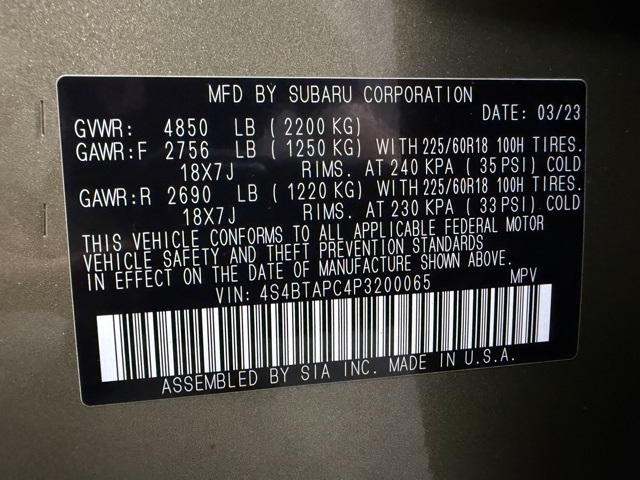 MFD BY SUBARU CORPORATION
DATE: 03/23
GVWR: 4850 LB (2200 KG)
GAWR:F 2756 LB (1250 KG) WITH 225/60R18 100H TIRES.
18X7J RIMS. AT 240 KPA (35 PSI) COLD
GAWR:R 2690 LB (1220 KG) WITH 225/60R18 100H TIRES.
18X7J RIMS. AT 230 KPA (33 PSI) COLD
THIS VEHICLE CONFORMS TO ALL APPLICABLE FEDERAL MOTOR
VEHICLE SAFETY AND THEFT PREVENTION STANDARDS
IN EFFECT ON THE DATE OF MANUFACTURE SHOWN ABOVE.
VIN: 4S4BTAPC4P3200065 MPV
ASSEMBLED BY SIA INC. MADE IN U.S.A.